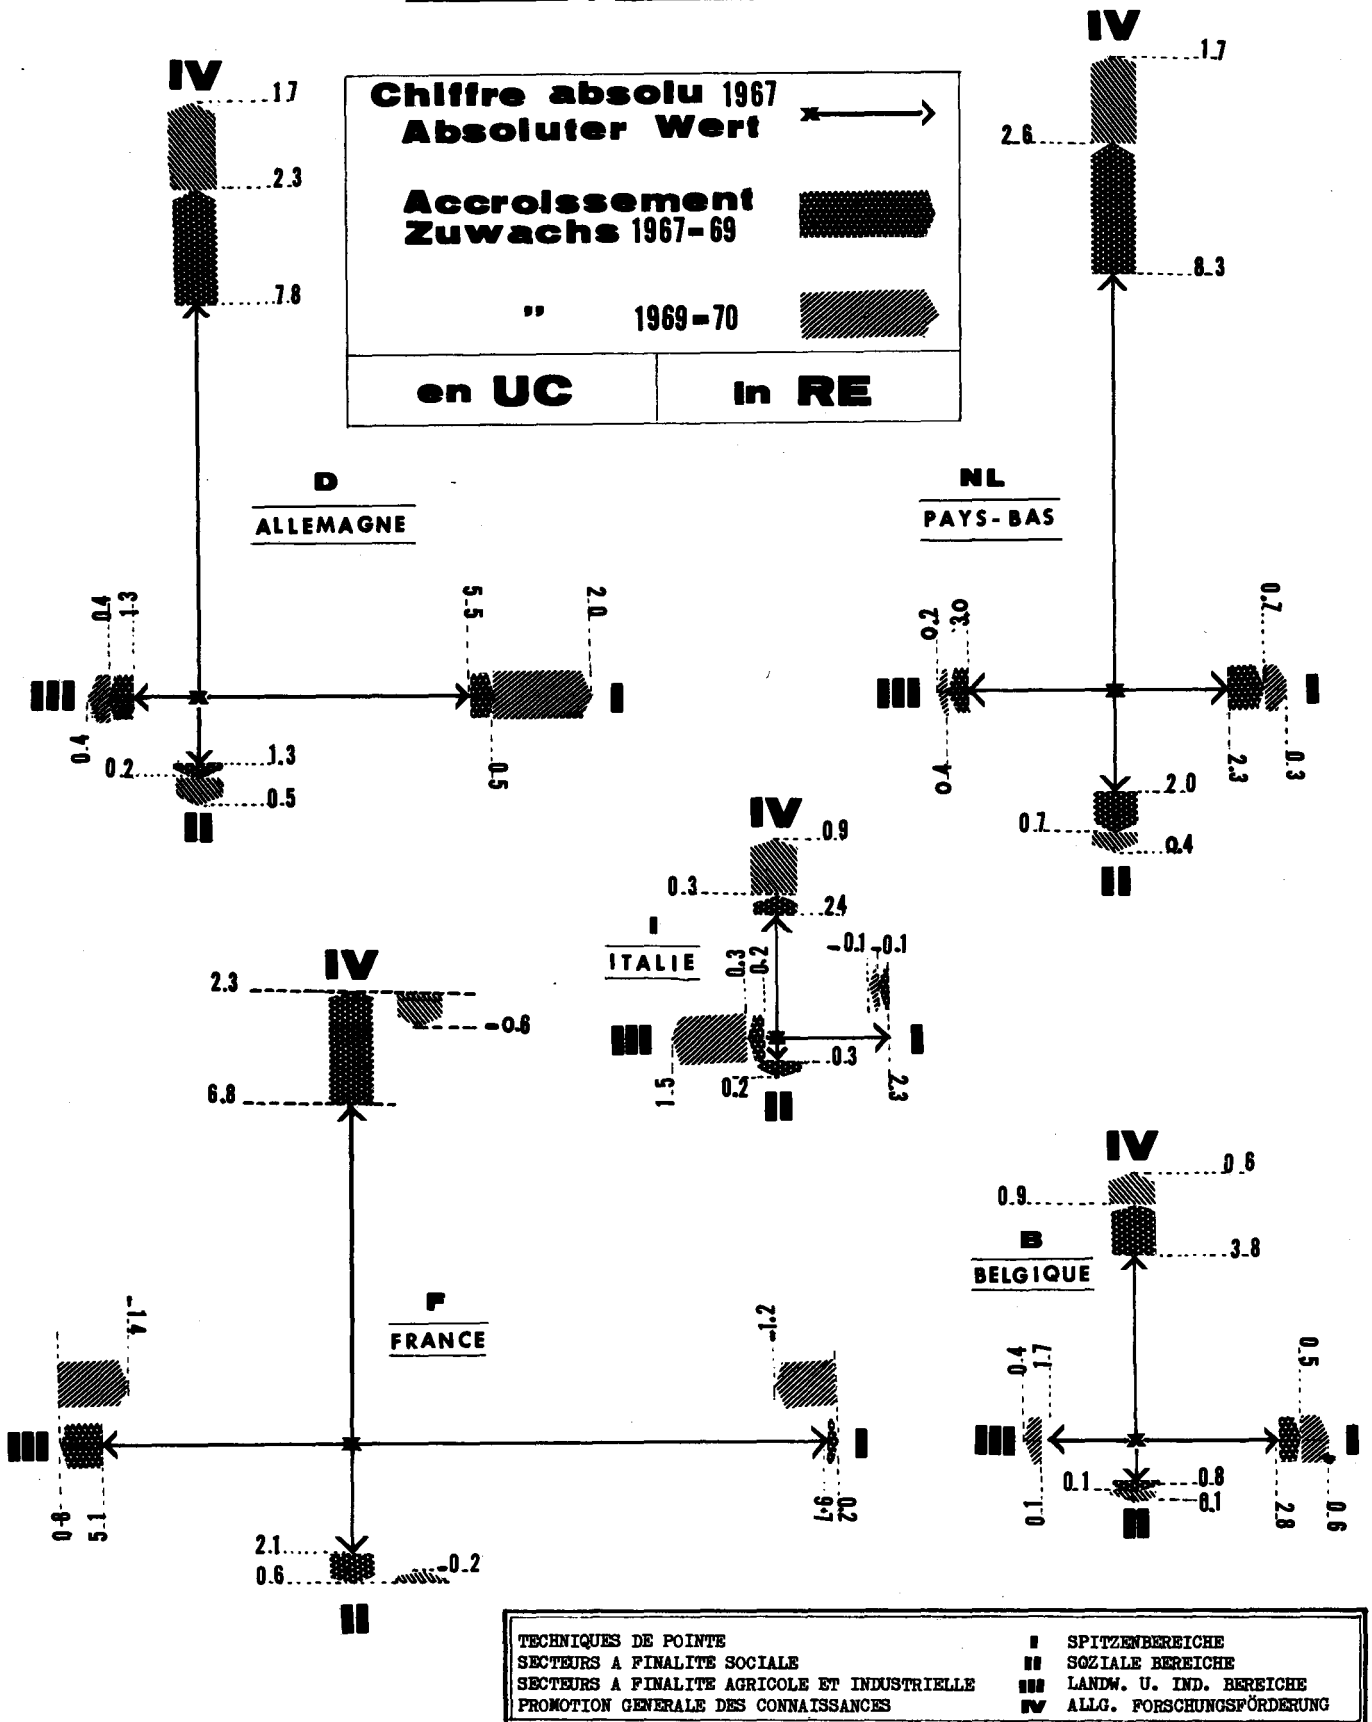 Chiffre absolu 1967
Absoluter Wert
Accroissement
Zuwachs 1967-69
" 1969-70
en UC
in RE
IV
1.7
2.3
7.8
D
ALLEMAGNE
0.4
1.3
5.5
2.0
III
I
0.4
0.2
1.3
0.5
0.5
II
IV
1.7
2.6
8.3
NL
PAYS-BAS
0.2
3.0
0.7
III
I
0.4
2.3
0.3
2.0
0.7
0.4
II
IV
0.9
0.3
2.4
I
ITALIE
0.3
0.2
-0.1
-0.1
III
I
1.5
0.3
0.2
2.3
II
IV
2.3
-0.6
6.8
F
FRANCE
-1.4
-1.2
III
I
0.8
5.1
9.7
0.2
2.1
0.6
-0.2
II
IV
0.6
0.9
3.8
B
BELGIQUE
0.4
1.7
0.5
III
I
0.1
0.1
0.8
0.1
2.8
0.6
II
TECHNIQUES DE POINTE I SPITZENBEREICHE
SECTEURS A FINALITE SOCIALE II SOZIALE BEREICHE
SECTEURS A FINALITE AGRICOLE ET INDUSTRIELLE III LANDW. U. IND. BEREICHE
PROMOTION GENERALE DES CONNAISSANCES IV ALLG. FORSCHUNGSFÖRDERUNG